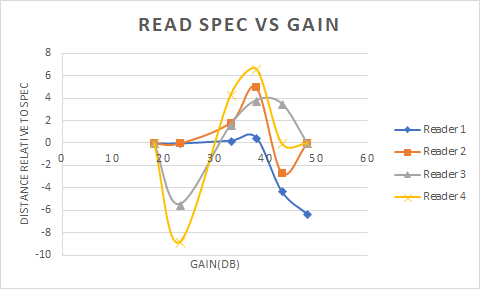 READ SPEC VS GAIN
8
6
4
2
0
-2
-4
-6
-8
-10
0 10 20 30 40 50 60
DISTANCE RELATIVE TO SPEC
GAIN(DB)
Reader 1
Reader 2
Reader 3
Reader 4